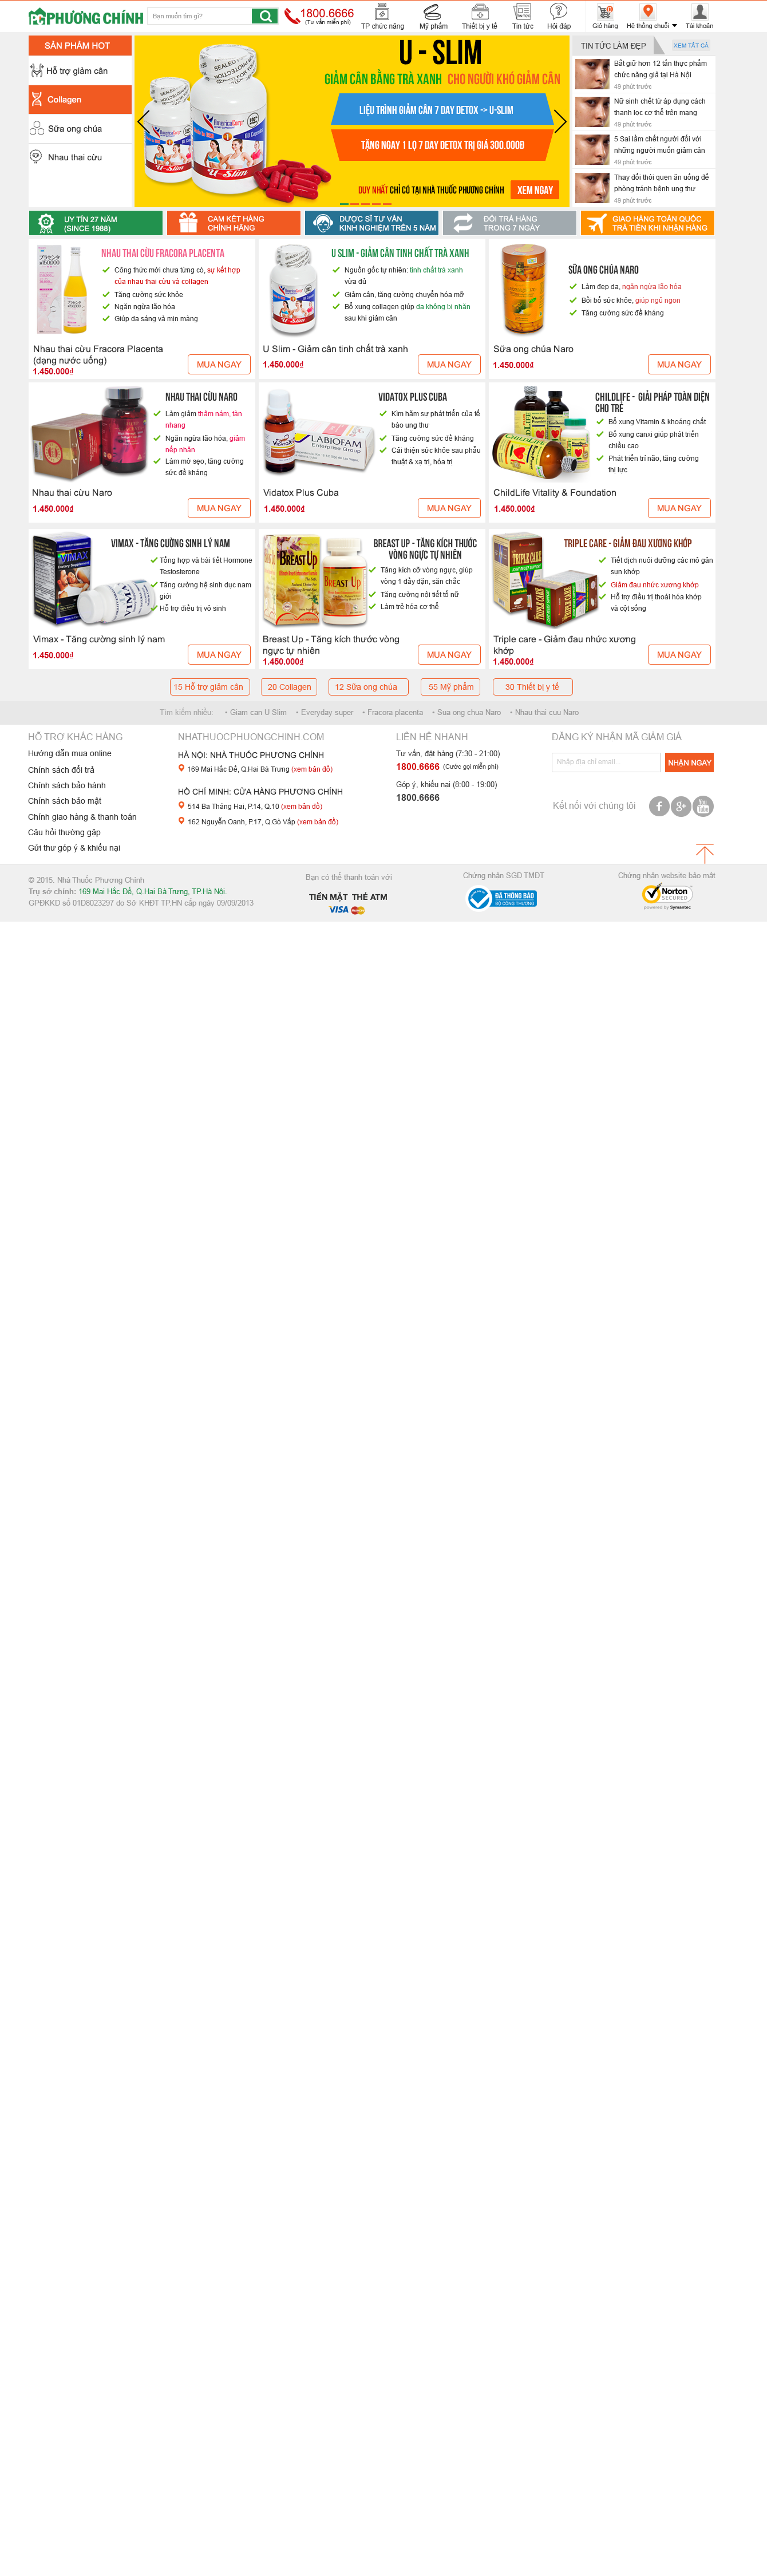 PHƯƠNG CHÍNH
Bạn muốn tìm gì?
1800.6666
(Tư vấn miễn phí)
TP chức năng
Mỹ phẩm
Thiết bị y tế
Tin tức
Hỏi đáp
Giỏ hàng
Hệ thống chuỗi
Tài khoản
SẢN PHẨM HOT
Hỗ trợ giảm cân
Collagen
Sữa ong chúa
Nhau thai cừu
U - SLIM
GIẢM CÂN BẰNG TRÀ XANH CHO NGƯỜI KHÓ GIẢM CÂN
LIỆU TRÌNH GIẢM CÂN 7 DAY DETOX -> U-SLIM
TẶNG NGAY 1 LỌ 7 DAY DETOX TRỊ GIÁ 300.000Đ
DUY NHẤT CHỈ CÓ TẠI NHÀ THUỐC PHƯƠNG CHÍNH
XEM NGAY
TIN TỨC LÀM ĐẸP
XEM TẤT CẢ
Bắt giữ hơn 12 tấn thực phẩm
chức năng giả tại Hà Nội
49 phút trước
Nữ sinh chết từ áp dụng cách
thanh lọc cơ thể trên mạng
49 phút trước
5 Sai lầm chết người đối với
những người muốn giảm cân
49 phút trước
Thay đổi thói quen ăn uống để
phòng tránh bệnh ung thư
49 phút trước
UY TÍN 27 NĂM
(SINCE 1988)
CAM KẾT HÀNG
CHÍNH HÃNG
DƯỢC SĨ TƯ VẤN
KINH NGHIỆM TRÊN 5 NĂM
ĐỔI TRẢ HÀNG
TRONG 7 NGÀY
GIAO HÀNG TOÀN QUỐC
TRẢ TIỀN KHI NHẬN HÀNG
NHAU THAI CỪU FRACORA PLACENTA
Công thức mới chưa từng có, sự kết hợp
của nhau thai cừu và collagen
Tăng cường sức khỏe
Ngăn ngừa lão hóa
Giúp da sáng và mịn màng
Nhau thai cừu Fracora Placenta
(dạng nước uống)
1.450.000₫
MUA NGAY
U SLIM - GIẢM CÂN TINH CHẤT TRÀ XANH
Nguồn gốc tự nhiên: tinh chất trà xanh
vừa đủ
Giảm cân, tăng cường chuyển hóa mỡ
Bổ xung collagen giúp da không bị nhăn
sau khi giảm cân
U Slim - Giảm cân tinh chất trà xanh
1.450.000₫
MUA NGAY
SỮA ONG CHÚA NARO
Làm đẹp da, ngăn ngừa lão hóa
Bồi bổ sức khỏe, giúp ngủ ngon
Tăng cường sức đề kháng
Sữa ong chúa Naro
1.450.000₫
MUA NGAY
NHAU THAI CỪU NARO
Làm giảm thâm nám, tàn
nhang
Ngăn ngừa lão hóa, giảm
nếp nhăn
Làm mờ sẹo, tăng cường
sức đề kháng
Nhau thai cừu Naro
1.450.000₫
MUA NGAY
VIDATOX PLUS CUBA
Kìm hãm sự phát triển của tế
bào ung thư
Tăng cường sức đề kháng
Cải thiện sức khỏe sau phẫu
thuật & xạ trị, hóa trị
Vidatox Plus Cuba
1.450.000₫
MUA NGAY
CHILDLIFE - GIẢI PHÁP TOÀN DIỆN
CHO TRẺ
Bổ xung Vitamin & khoáng chất
Bổ xung canxi giúp phát triển
chiều cao
Phát triển trí não, tăng cường
thị lực
ChildLife Vitality & Foundation
1.450.000₫
MUA NGAY
VIMAX - TĂNG CƯỜNG SINH LÝ NAM
Tổng hợp và bài tiết Hormone
Testosterone
Tăng cường hệ sinh dục nam
giới
Hỗ trợ điều trị vô sinh
Vimax - Tăng cường sinh lý nam
1.450.000₫
MUA NGAY
BREAST UP - TĂNG KÍCH THƯỚC
VÒNG NGỰC TỰ NHIÊN
Tăng kích cỡ vòng ngực, giúp
vòng 1 đầy đặn, săn chắc
Tăng cường nội tiết tố nữ
Làm trẻ hóa cơ thể
Breast Up - Tăng kích thước vòng
ngực tự nhiên
1.450.000₫
MUA NGAY
TRIPLE CARE - GIẢM ĐAU XƯƠNG KHỚP
Tiết dịch nuôi dưỡng các mô gân
sụn khớp
Giảm đau nhức xương khớp
Hỗ trợ điều trị thoái hóa khớp
và cột sống
Triple care - Giảm đau nhức xương
khớp
1.450.000₫
MUA NGAY
15 Hỗ trợ giảm cân
20 Collagen
12 Sữa ong chúa
55 Mỹ phẩm
30 Thiết bị y tế
Tìm kiếm nhiều: • Giam can U Slim • Everyday super • Fracora placenta • Sua ong chua Naro • Nhau thai cuu Naro
HỖ TRỢ KHÁC HÀNG
Hướng dẫn mua online
Chính sách đổi trả
Chính sách bảo hành
Chính sách bảo mật
Chính giao hàng & thanh toán
Câu hỏi thường gặp
Gửi thư góp ý & khiếu nại
NHATHUOCPHUONGCHINH.COM
HÀ NỘI: NHÀ THUỐC PHƯƠNG CHÍNH
169 Mai Hắc Đế, Q.Hai Bà Trưng (xem bản đồ)
HỒ CHÍ MINH: CỬA HÀNG PHƯƠNG CHÍNH
514 Ba Tháng Hai, P.14, Q.10 (xem bản đồ)
162 Nguyễn Oanh, P.17, Q.Gò Vấp (xem bản đồ)
LIÊN HỆ NHANH
Tư vấn, đặt hàng (7:30 - 21:00)
1800.6666 (Cước gọi miễn phí)
Góp ý, khiếu nại (8:00 - 19:00)
1800.6666
ĐĂNG KÝ NHẬN MÃ GIẢM GIÁ
Nhập địa chỉ email...
NHẬN NGAY
Kết nối với chúng tôi
© 2015. Nhà Thuốc Phương Chính
Trụ sở chính: 169 Mai Hắc Đế, Q.Hai Bà Trưng, TP.Hà Nội.
GPĐKKD số 01D8023297 do Sở KHĐT TP.HN cấp ngày 09/09/2013
Bạn có thể thanh toán với
TIỀN MẶT THẺ ATM
VISA
Chứng nhận SGD TMĐT
ĐÃ THÔNG BÁO
BỘ CÔNG THƯƠNG
Chứng nhận website bảo mật
Norton
SECURED
powered by Symantec